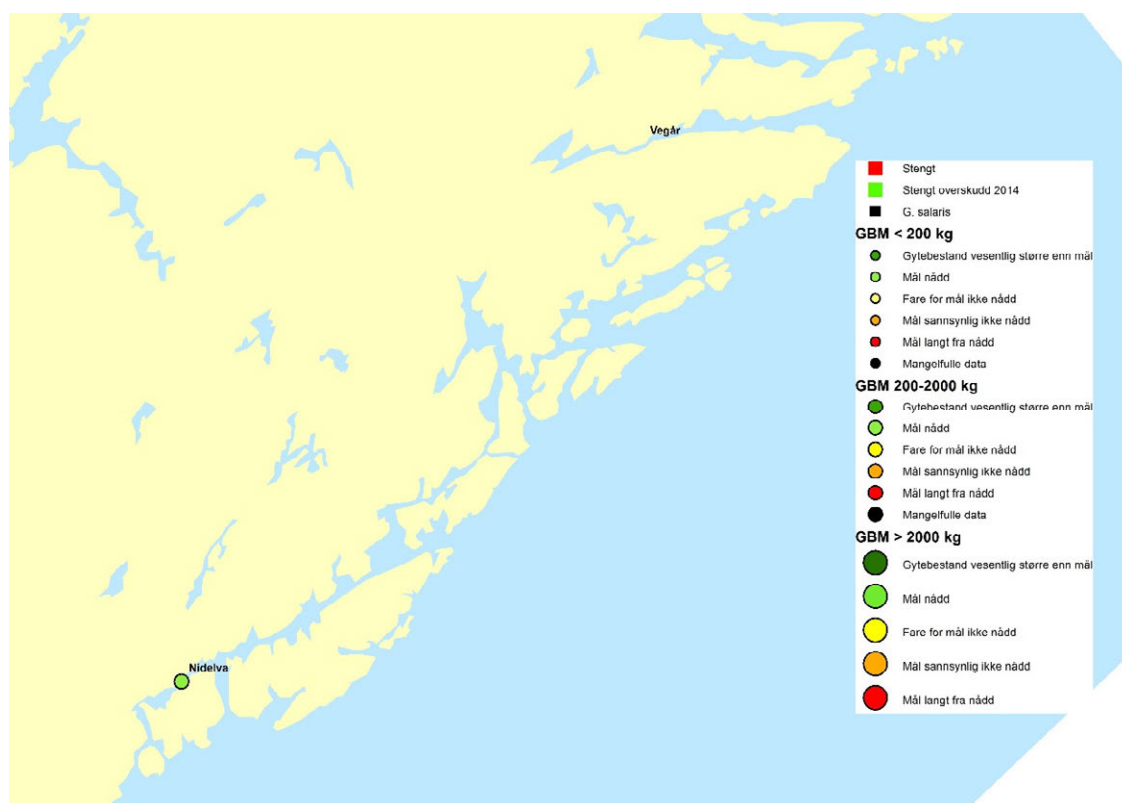 Vegår
Stengt
Stengt overskudd 2014
G. salaris
GBM < 200 kg
Gytebestand vesentlig større enn mål
Mål nådd
Fare for mål ikke nådd
Mål sannsynlig ikke nådd
Mål langt fra nådd
Mangelfulle data
GBM 200-2000 kg
Gytebestand vesentlig større enn mål
Mål nådd
Fare for mål ikke nådd
Mål sannsynlig ikke nådd
Mål langt fra nådd
Mangelfulle data
GBM > 2000 kg
Gytebestand vesentlig større enn mål
Mål nådd
Fare for mål ikke nådd
Mål sannsynlig ikke nådd
Mål langt fra nådd
Nidelva